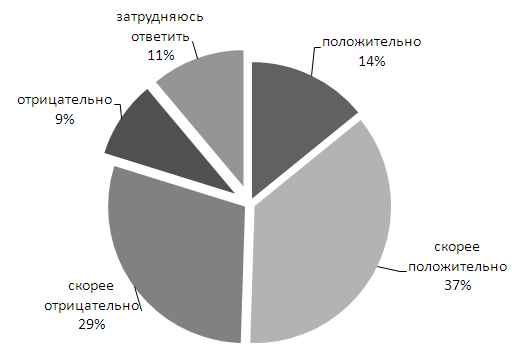 затрудняюсь
ответить
11%
положительно
14%
отрицательно
9%
скорее
положительно
37%
скорее
отрицательно
29%